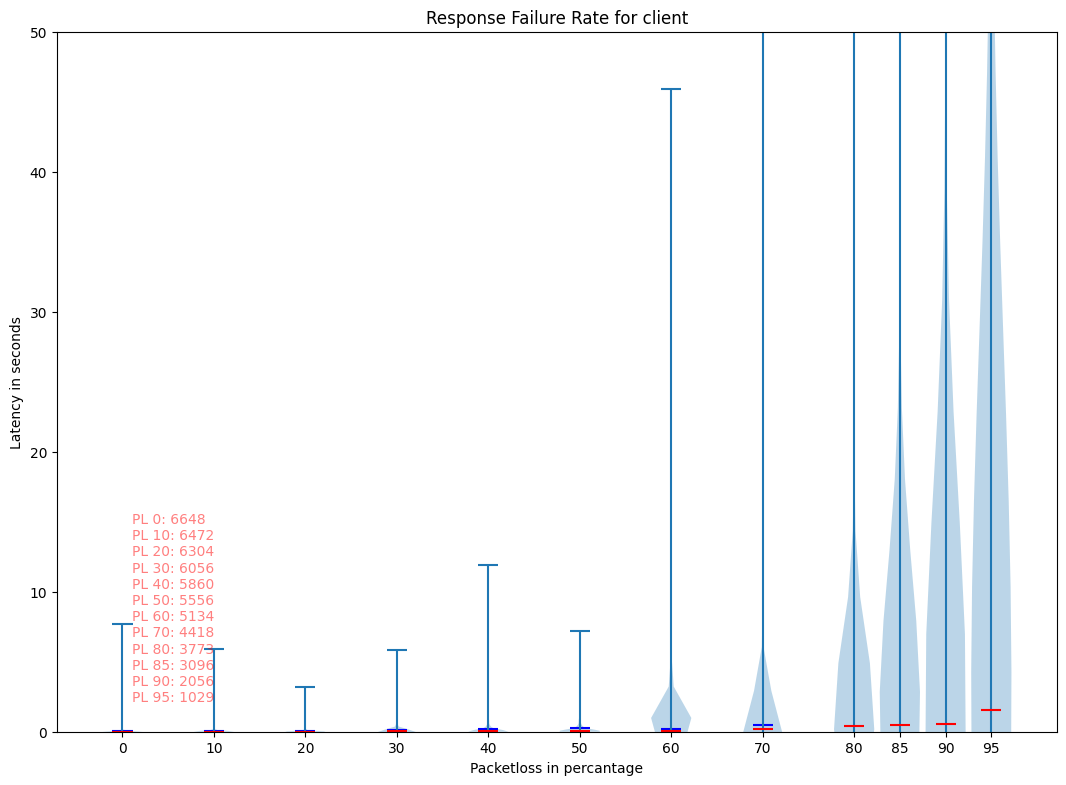 Response Failure Rate for client
50
40
30
20
10
0
Latency in seconds
PL 0: 6648
PL 10: 6472
PL 20: 6304
PL 30: 6056
PL 40: 5860
PL 50: 5556
PL 60: 5134
PL 70: 4418
PL 80: 3773
PL 85: 3096
PL 90: 2056
PL 95: 1029
0 10 20 30 40 50 60 70 80 85 90 95
Packetloss in percantage